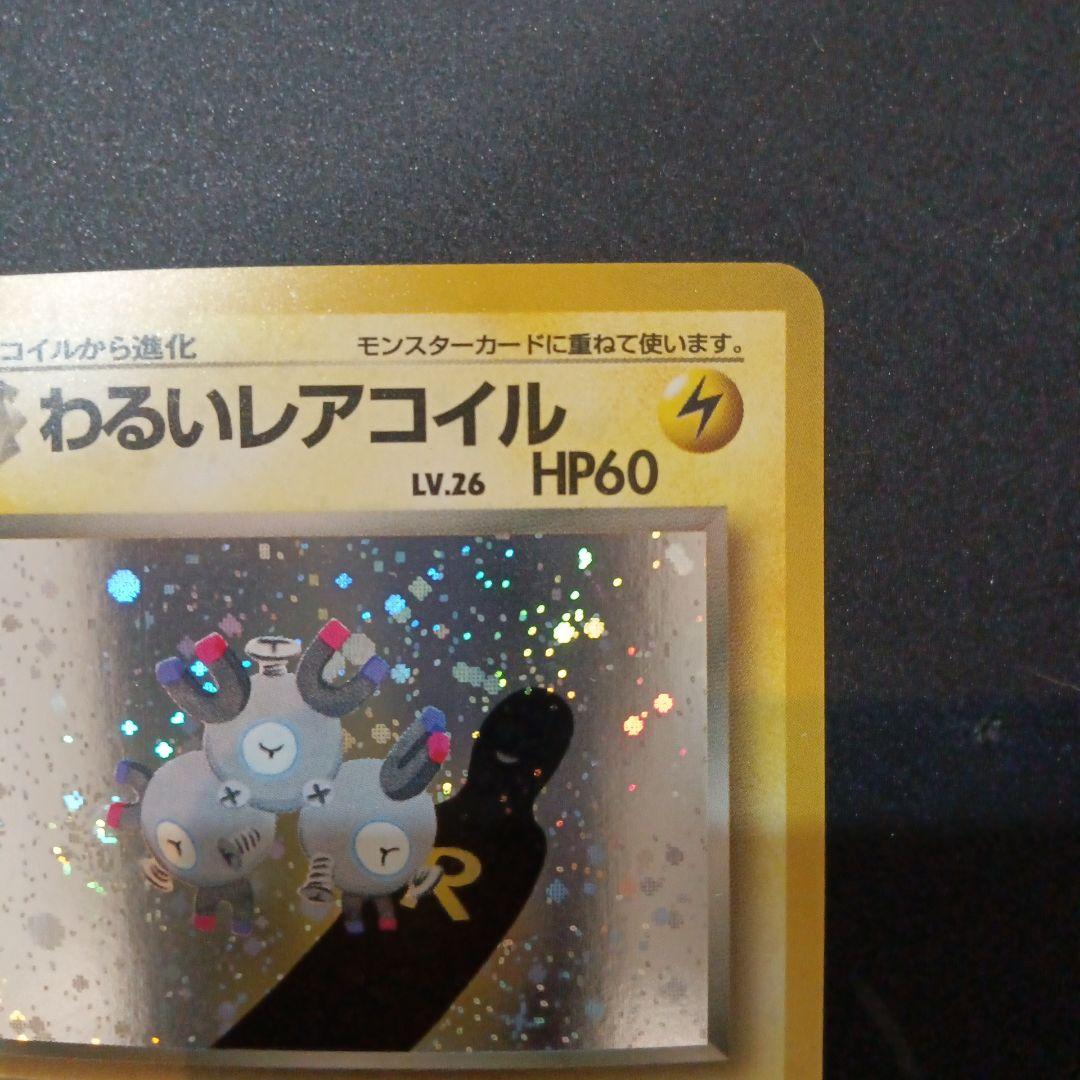 コイルから進化
モンスターカードに重ねて使います。
わるいレアコイル
LV.26 HP60
R